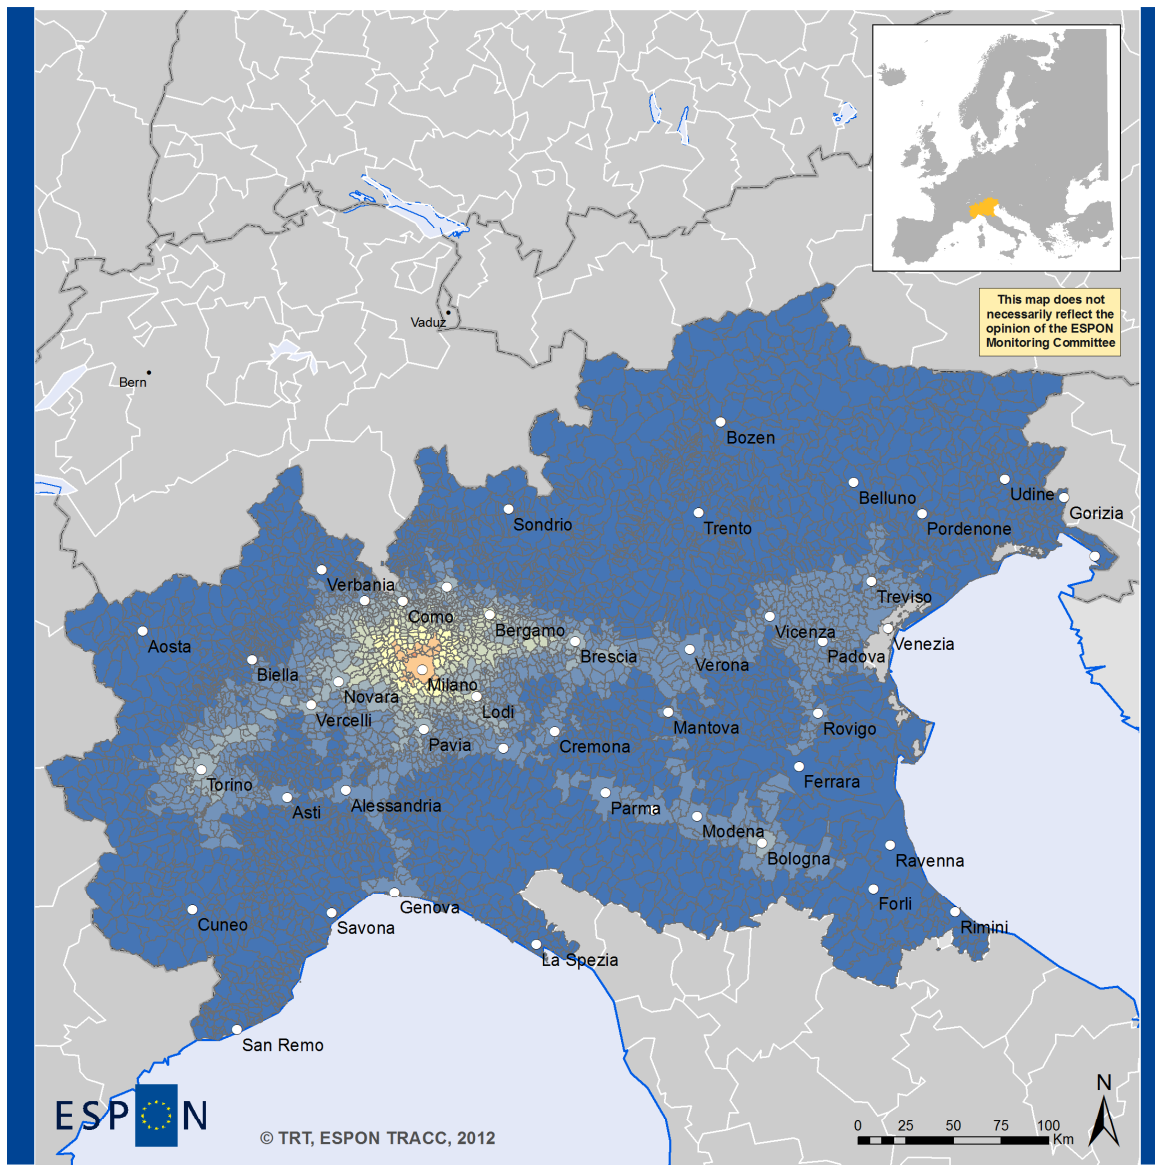 This map does not
necessarily reflect the
opinion of the ESPON
Monitoring Committee
Vaduz
Bern
Bozen
Belluno
Udine
Gorizia
Sondrio
Trento
Pordenone
Verbania
Treviso
Como
Bergamo
Vicenza
Venezia
Aosta
Brescia
Verona
Padova
Biella
Milano
Novara
Lodi
Vercelli
Mantova
Rovigo
Pavia
Cremona
Torino
Ferrara
Asti
Alessandria
Parma
Modena
Bologna
Ravenna
Genova
Forli
Cuneo
Savona
Rimini
La Spezia
San Remo
N
ESPON
© TRT, ESPON TRACC, 2012
0 25 50 75 100
Km